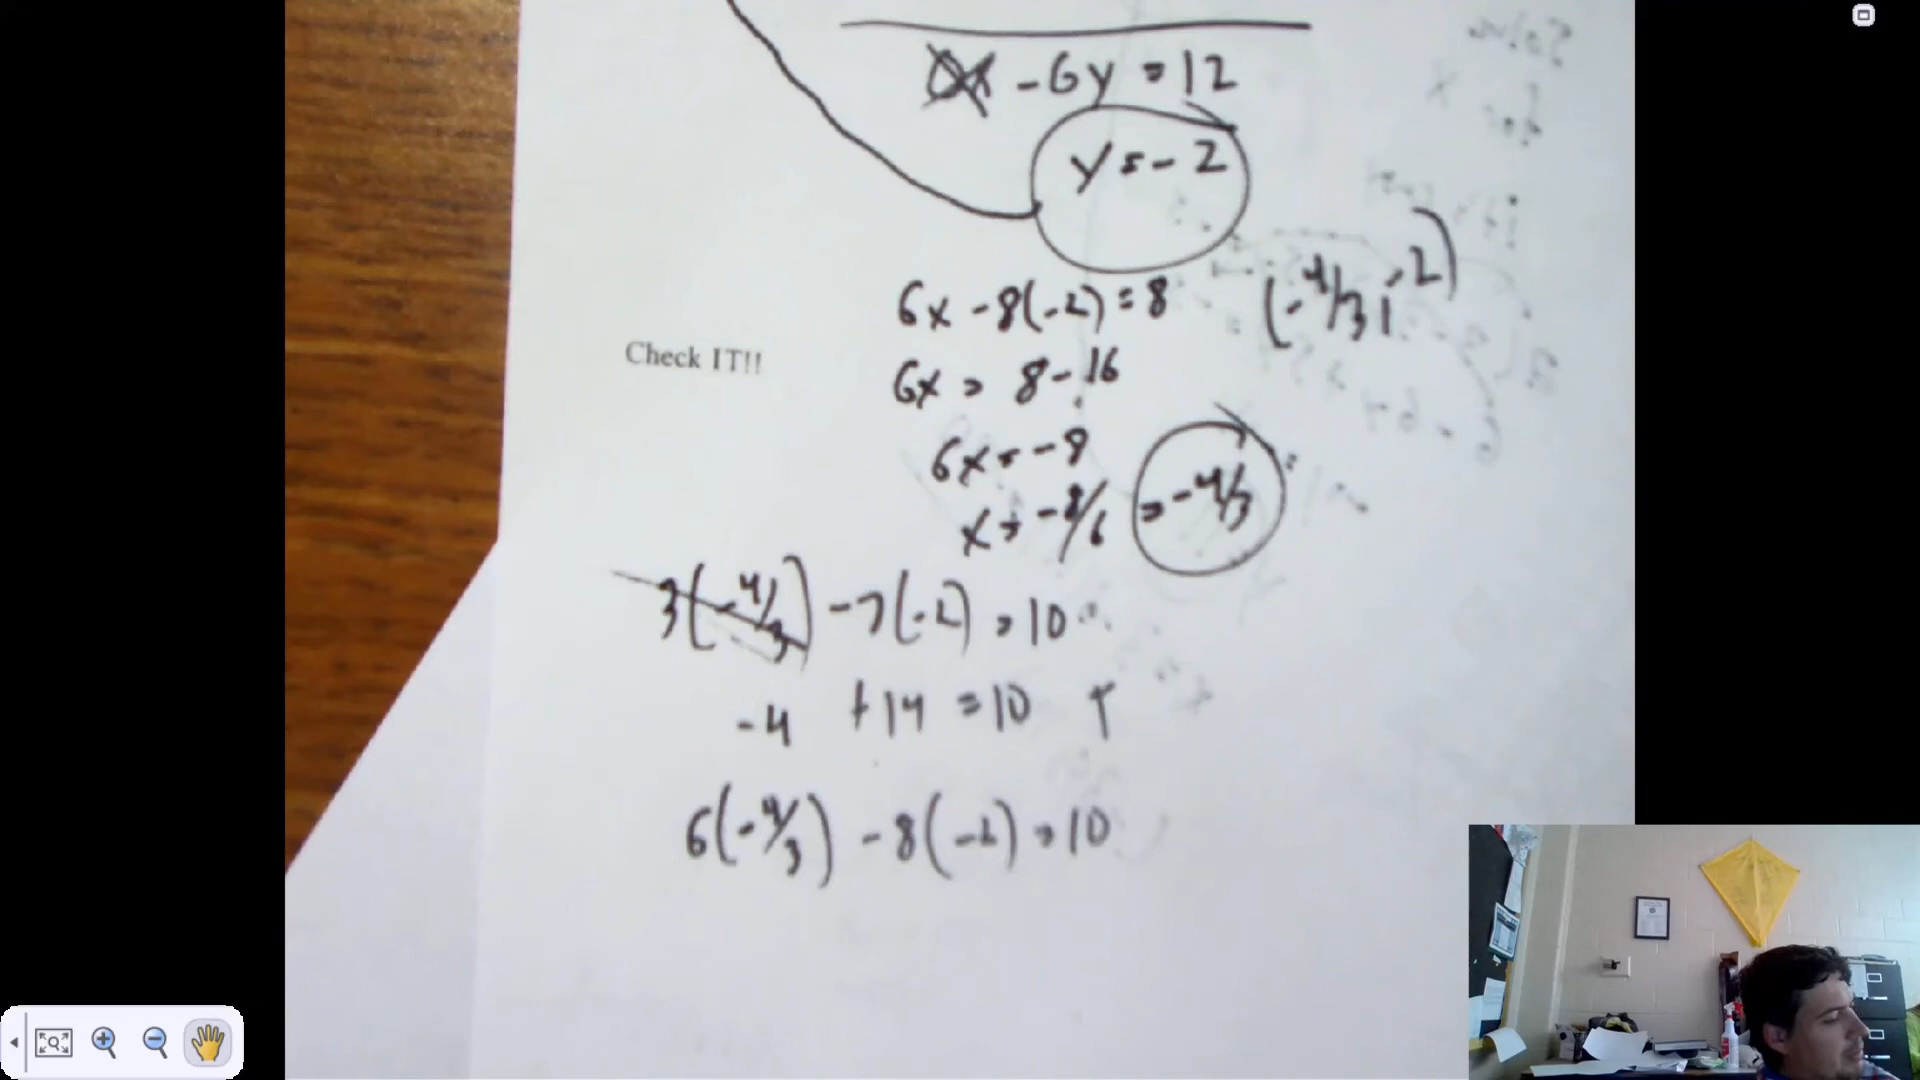 0x - 6y = 12
y = -2
6x - 8(-2) = 8
(-4/3, -2)
Check IT!!
6x = 8 - 16
6x = -8
x = -8/6 = -4/3
3(-4/3) - 7(-2) = 10
-4 + 14 = 10 T
6(-4/3) - 8(-2) = 10